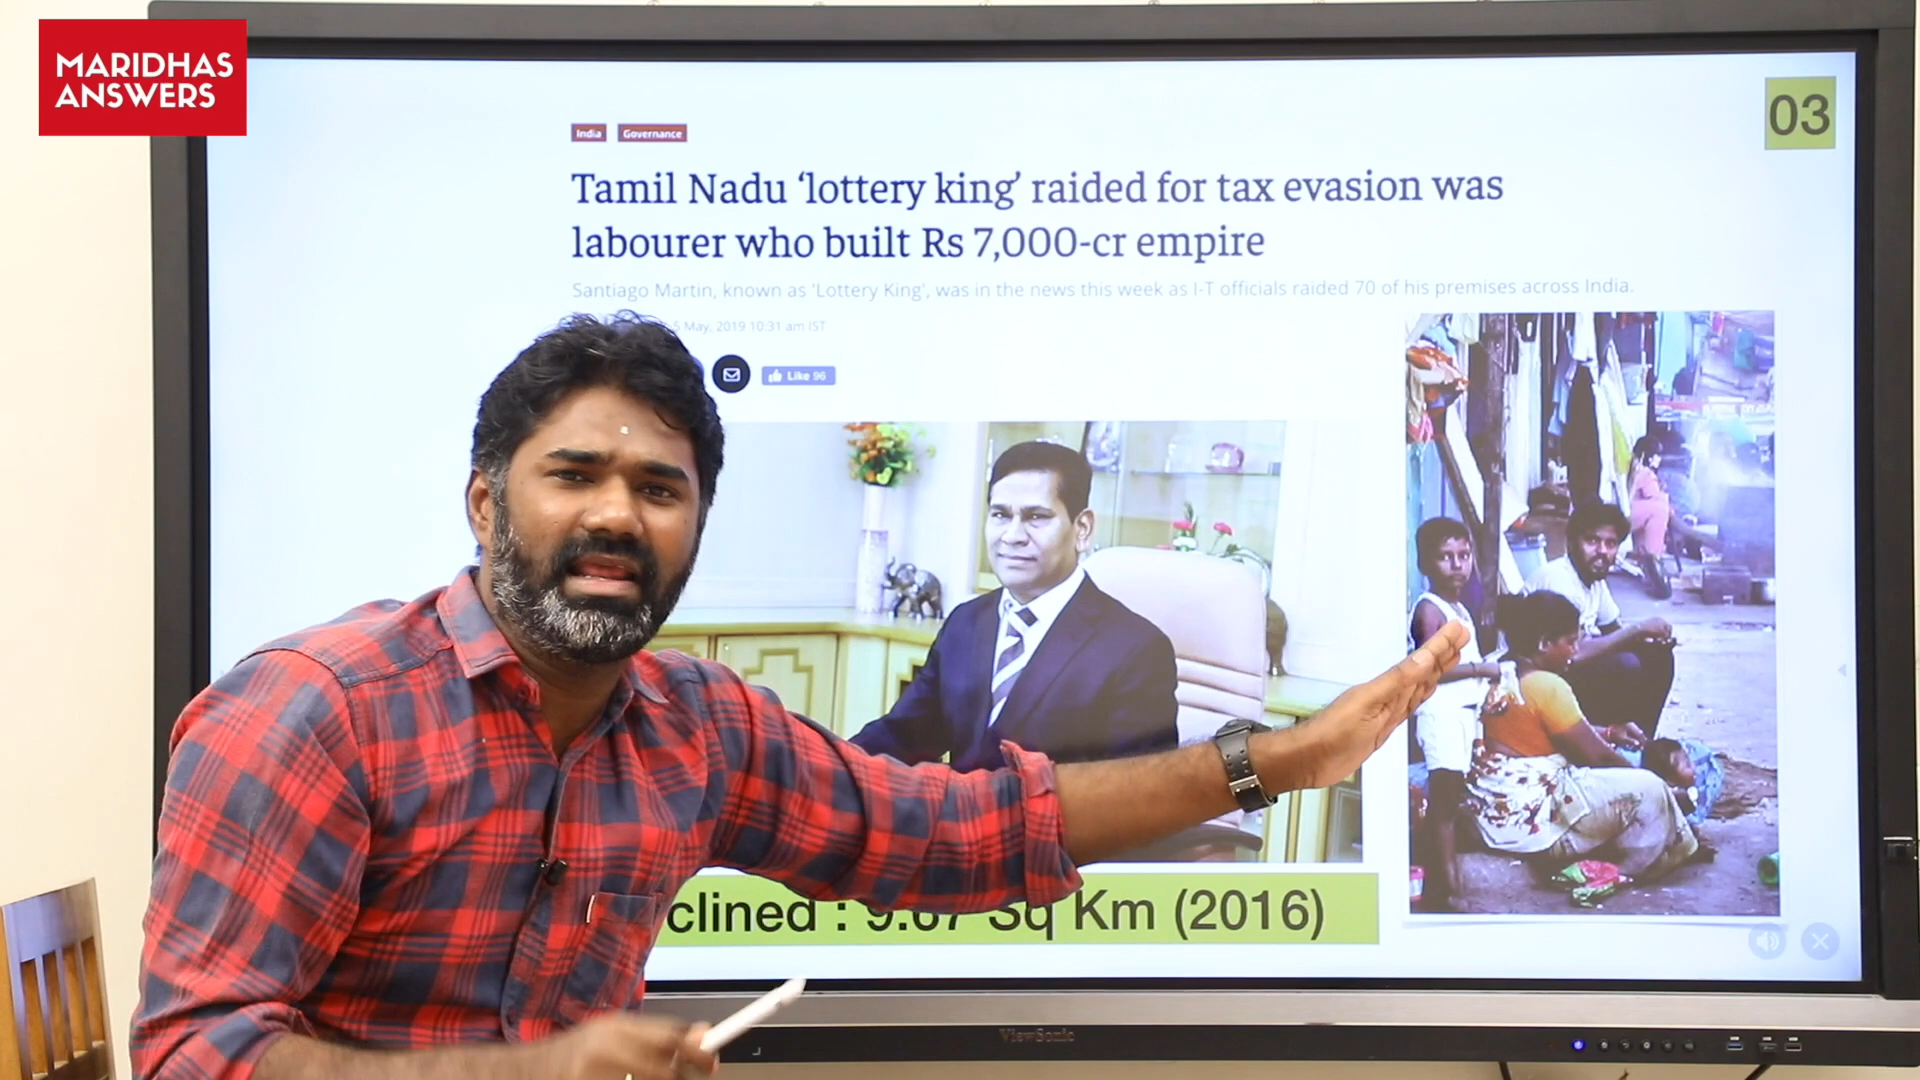 MARIDHAS
ANSWERS
03
India Governance
Tamil Nadu ‘lottery king’ raided for tax evasion was
labourer who built Rs 7,000-cr empire
Santiago Martin, known as 'Lottery King', was in the news this week as I-T officials raided 70 of his premises across India.
May, 2019 10:31 am IST
Like 96
clined : 9.67 Sq Km (2016)
ViewSonic